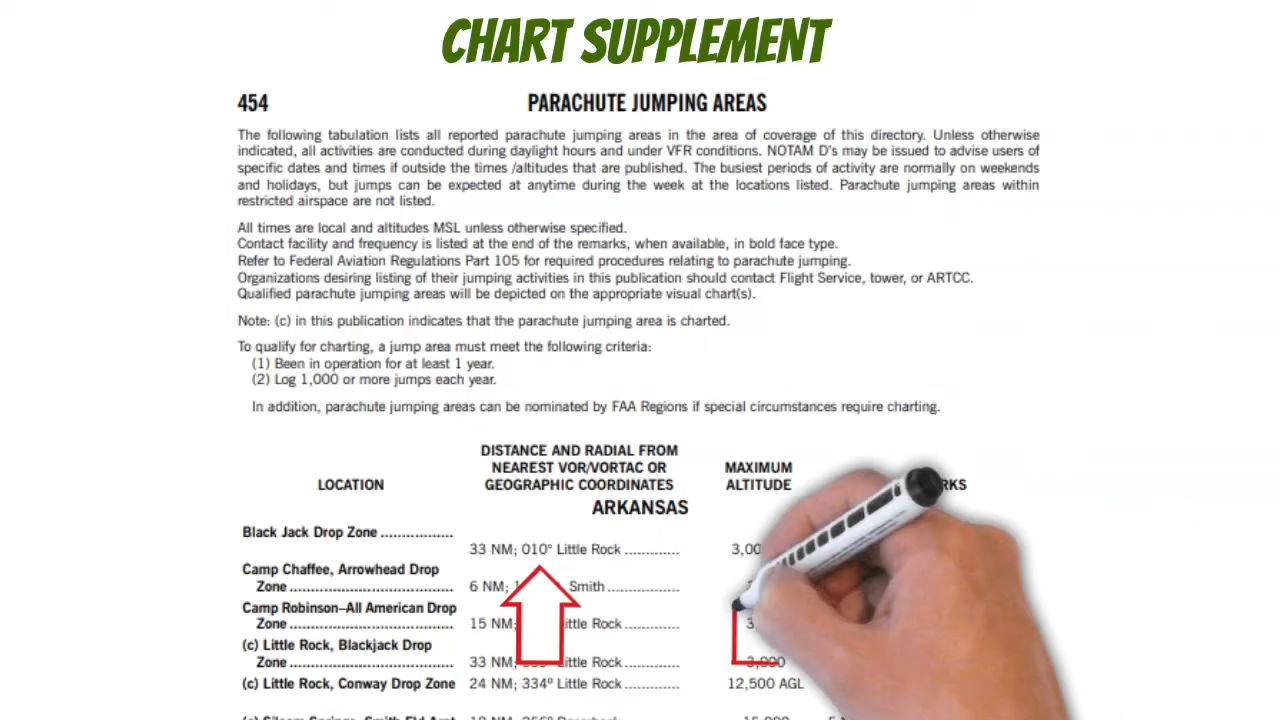 CHART SUPPLEMENT
454 PARACHUTE JUMPING AREAS
The following tabulation lists all reported parachute jumping areas in the area of coverage of this directory. Unless otherwise
indicated, all activities are conducted during daylight hours and under VFR conditions. NOTAM D's may be issued to advise users of
specific dates and times if outside the times /altitudes that are published. The busiest periods of activity are normally on weekends
and holidays, but jumps can be expected at anytime during the week at the locations listed. Parachute jumping areas within
restricted airspace are not listed.
All times are local and altitudes MSL unless otherwise specified.
Contact facility and frequency is listed at the end of the remarks, when available, in bold face type.
Refer to Federal Aviation Regulations Part 105 for required procedures relating to parachute jumping.
Organizations desiring listing of their jumping activities in this publication should contact Flight Service, tower, or ARTCC.
Qualified parachute jumping areas will be depicted on the appropriate visual chart(s).
Note: (c) in this publication indicates that the parachute jumping area is charted.
To qualify for charting, a jump area must meet the following criteria:
(1) Been in operation for at least 1 year.
(2) Log 1,000 or more jumps each year.
In addition, parachute jumping areas can be nominated by FAA Regions if special circumstances require charting.
DISTANCE AND RADIAL FROM
NEAREST VOR/VORTAC OR MAXIMUM
LOCATION GEOGRAPHIC COORDINATES ALTITUDE
ARKANSAS
Black Jack Drop Zone .................
33 NM; 010° Little Rock .............
Camp Chaffee, Arrowhead Drop
Zone ....................................... 6 NM; Smith .................
Camp Robinson–All American Drop
Zone ....................................... 15 NM; Little Rock .............
(c) Little Rock, Blackjack Drop
Zone ....................................... 33 NM; Little Rock ............. 3,000
(c) Little Rock, Conway Drop Zone 24 NM; 334° Little Rock ............. 12,500 AGL